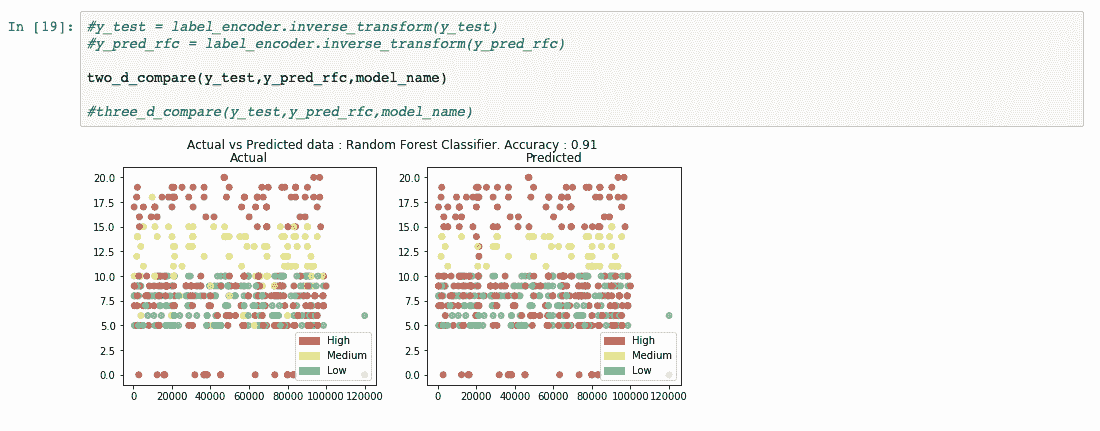 In [19]: #y_test = label_encoder.inverse_transform(y_test)
#y_pred_rfc = label_encoder.inverse_transform(y_pred_rfc)
two_d_compare(y_test,y_pred_rfc,model_name)
#three_d_compare(y_test,y_pred_rfc,model_name)
Actual vs Predicted data : Random Forest Classifier. Accuracy : 0.91
Actual
20.0
17.5
15.0
12.5
10.0
7.5
5.0
2.5
0.0
High
Medium
Low
0 20000 40000 60000 80000 100000 120000
Predicted
20.0
17.5
15.0
12.5
10.0
7.5
5.0
2.5
0.0
High
Medium
Low
0 20000 40000 60000 80000 100000 120000